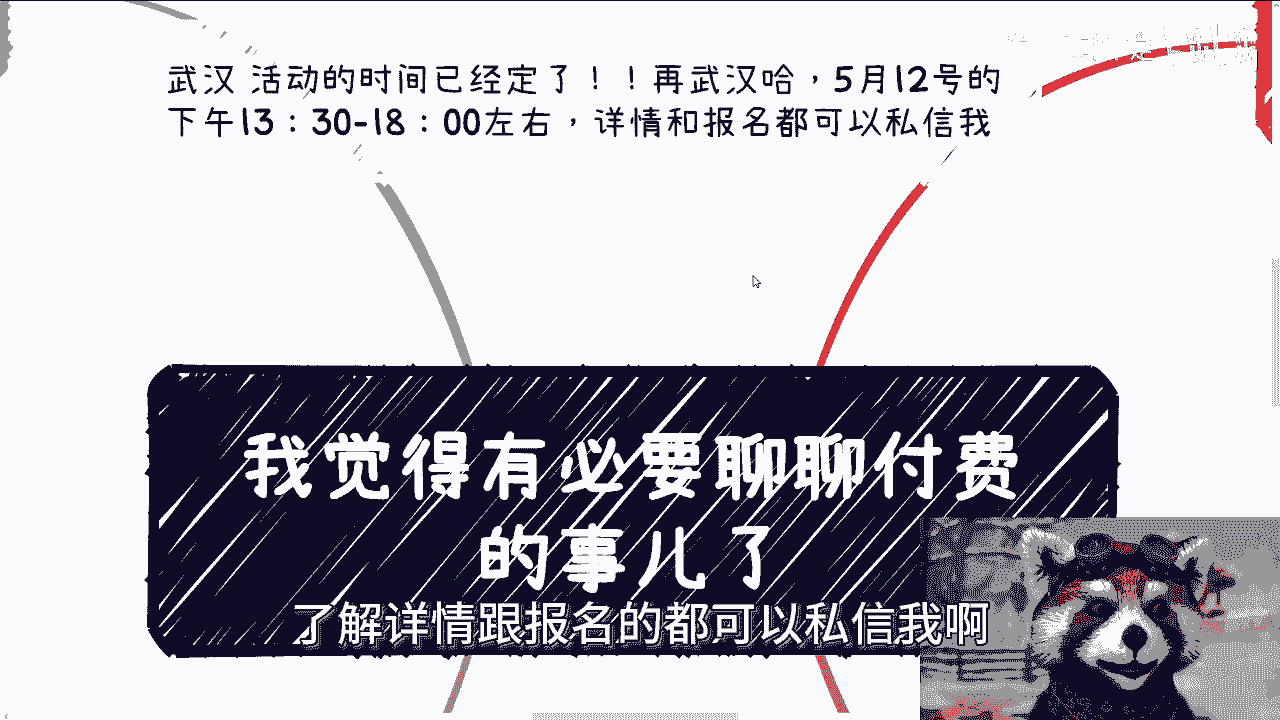 武汉 活动的时间已经定了！！再武汉哈，5月12号的
下午13：30-18：00左右，详情和报名都可以私信我
我觉得有必要聊聊付费
的事儿了
了解详情跟报名的都可以私信我啊